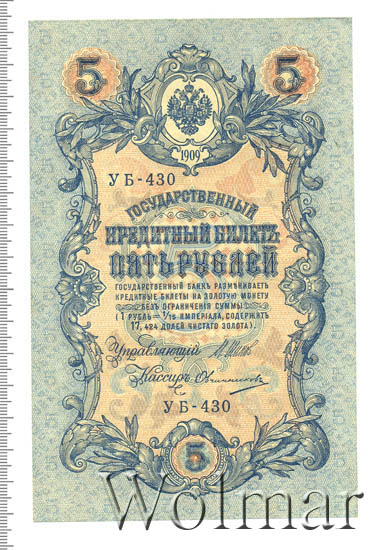 5 5
1909
УБ-430
ГОСУДАРСТВЕННЫЙ
КРЕДИТНЫЙ БИЛЕТЪ
ПЯТЬ РУБЛЕЙ
ГОСУДАРСТВЕННЫЙ БАНКЪ РАЗМѢНИВАЕТЪ
КРЕДИТНЫЕ БИЛЕТЫ НА ЗОЛОТУЮ МОНЕТУ
БЕЗЪ ОГРАНИЧЕНІЯ СУММЫ
(1 РУБЛЬ = 1/15 ИМПЕРІАЛА, СОДЕРЖИТЪ
17,424 ДОЛЕЙ ЧИСТАГО ЗОЛОТА).
Управляющій
Кассиръ Овчинниковъ
УБ-430
5
Wolmar